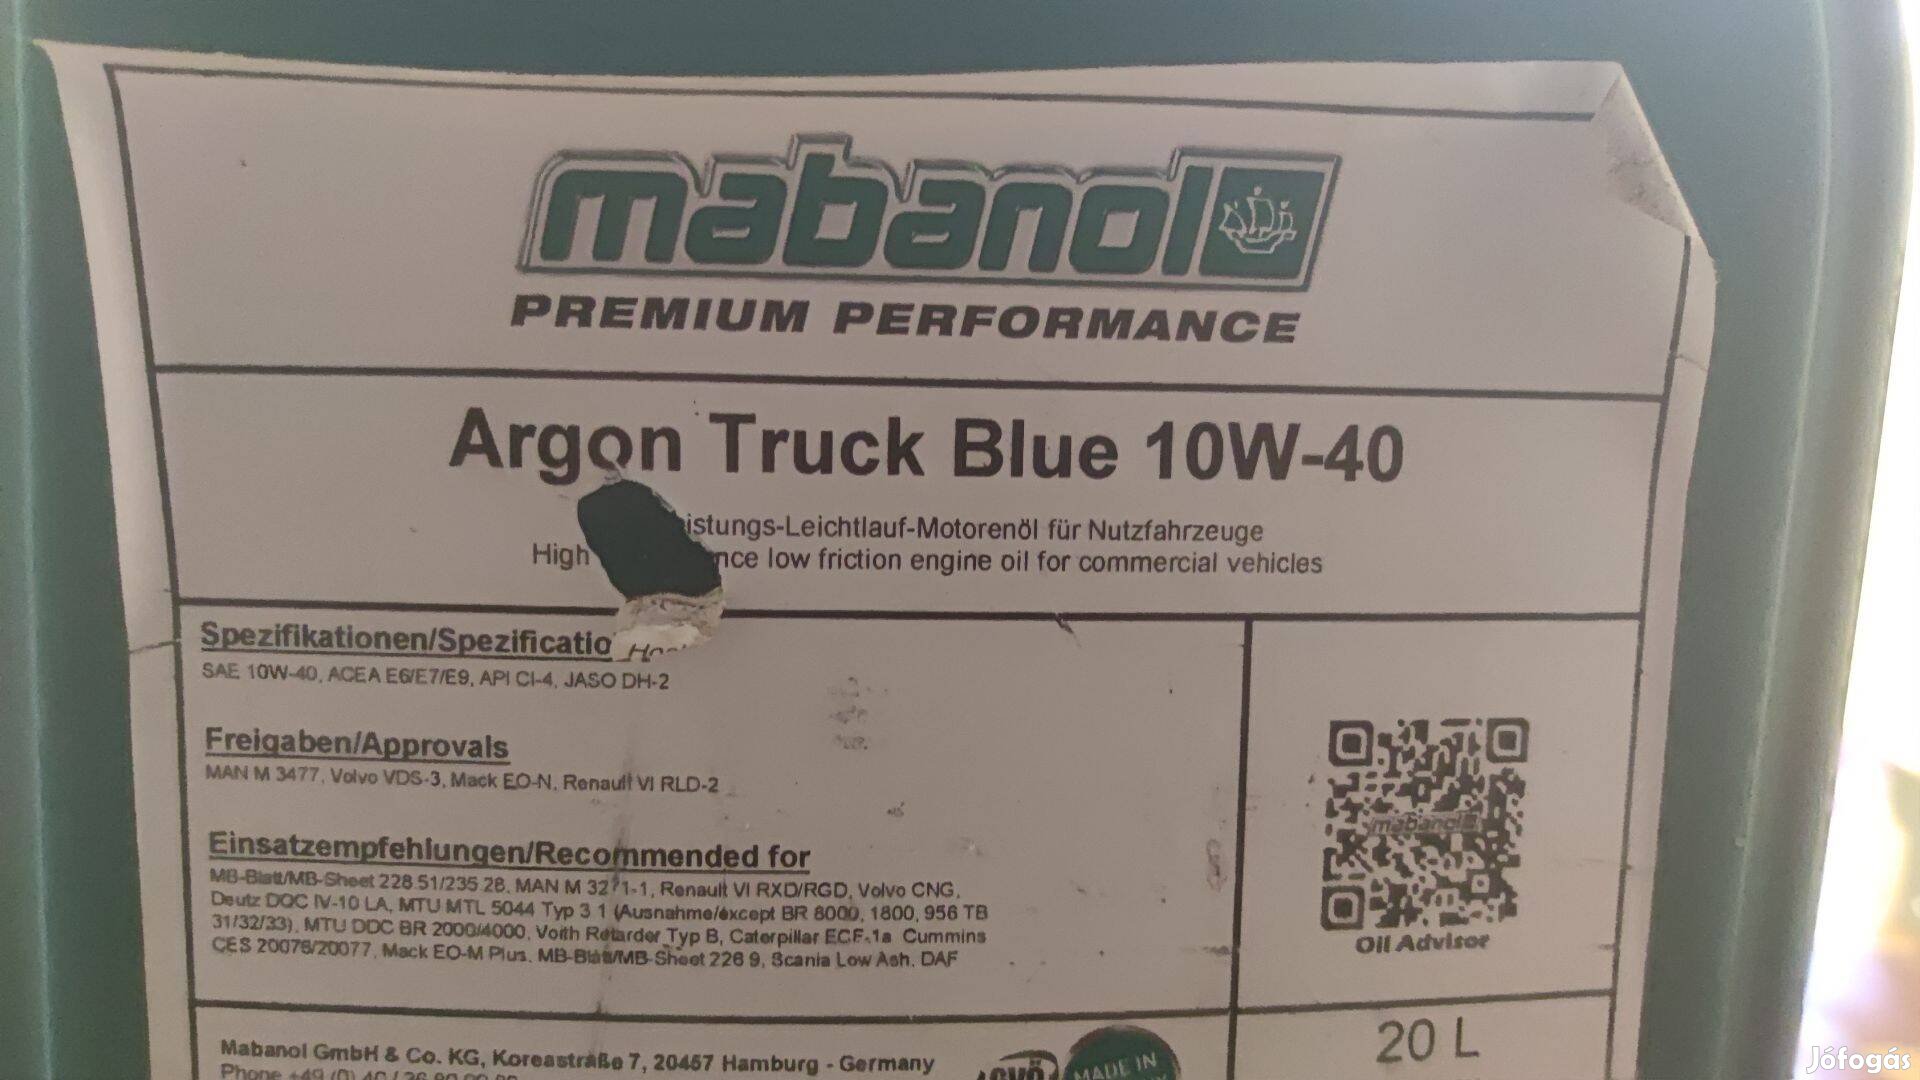 mabanol
PREMIUM PERFORMANCE
Argon Truck Blue 10W-40
istungs-Leichtlauf-Motorenöl für Nutzfahrzeuge
High nce low friction engine oil for commercial vehicles
Spezifikationen/Spezificatio
SAE 10W-40, ACEA E6/E7/E9, API CI-4, JASO DH-2
Freigaben/Approvals
MAN M 3477, Volvo VDS-3, Mack EO-N, Renault VI RLD-2
Einsatzempfehlungen/Recommended for
MB-Blatt/MB-Sheet 228.51/235.28, MAN M 3271-1, Renault VI RXD/RGD, Volvo CNG,
Deutz DQC IV-10 LA, MTU MTL 5044 Typ 3.1 (Ausnahme/except BR 8000, 1800, 956 TB
31/32/33), MTU DDC BR 2000/4000, Voith Retarder Typ B, Caterpillar ECF-1a Cummins
CES 20076/20077, Mack EO-M Plus, MB-Blatt/MB-Sheet 226.9, Scania Low Ash, DAF
mabanol
Oil Advisor
20 L
Mabanol GmbH & Co. KG, Koreastraße 7, 20457 Hamburg - Germany
MADE IN
Jófogás